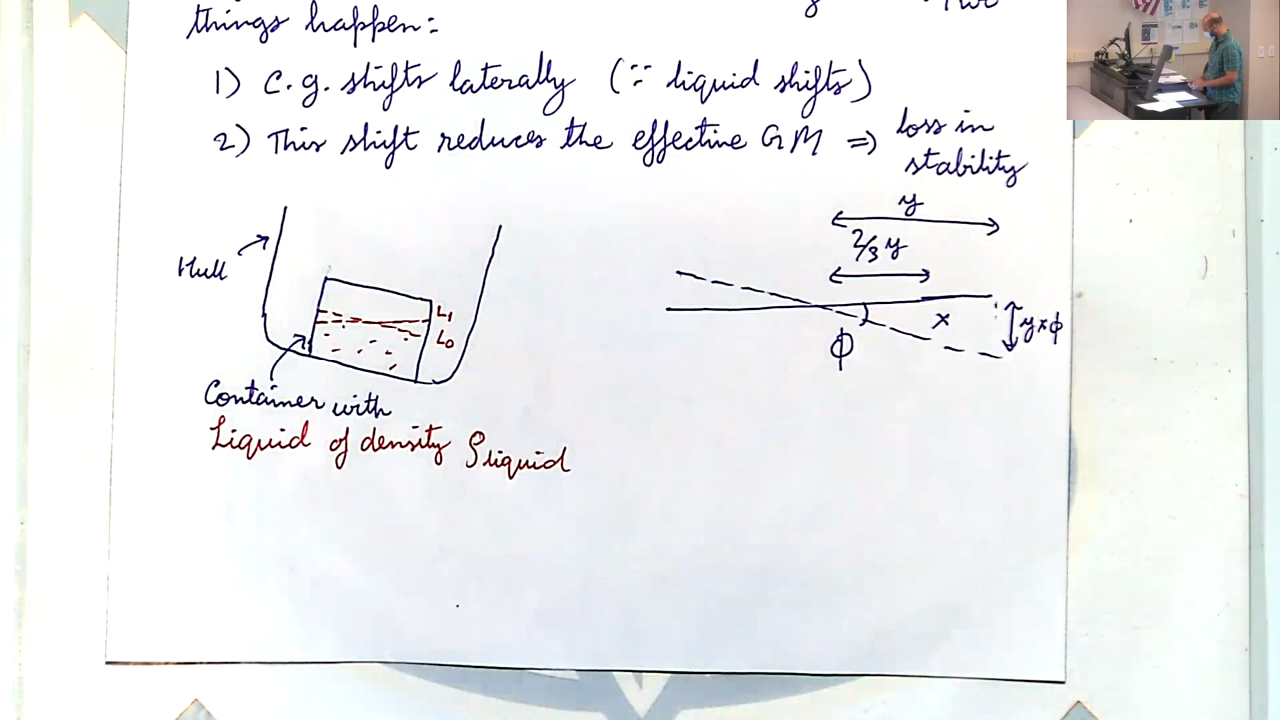 things happen:
1) C.g. shifts laterally (∵ liquid shifts)
2) This shift reduces the effective GM ⇒ loss in
stability
y
2/3 y
Hull
L1
L0
x
y×ϕ
ϕ
Container with
Liquid of density ρliquid